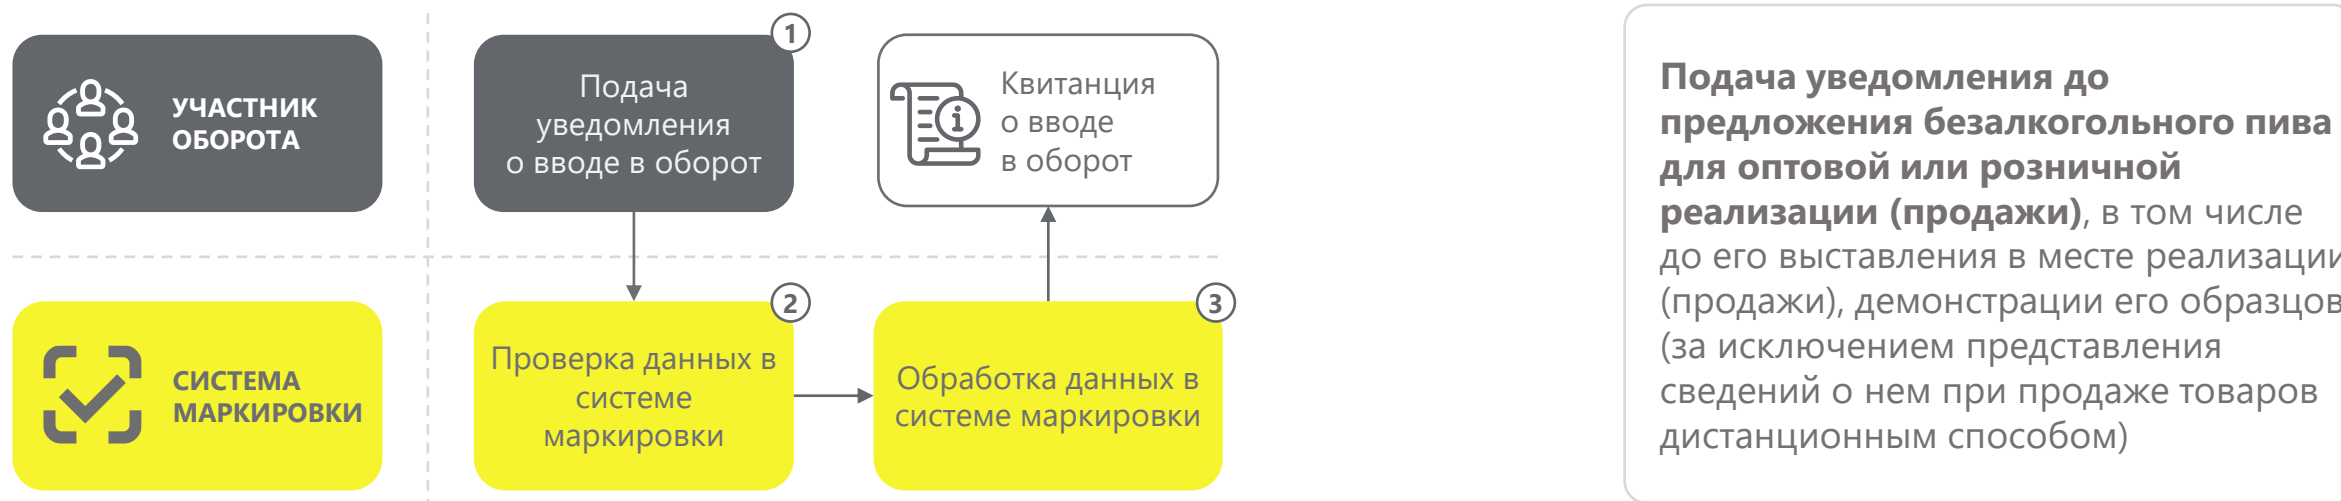 УЧАСТНИК
ОБОРОТА
1
Подача
уведомления
о вводе в оборот
Квитанция
о вводе
в оборот
СИСТЕМА
МАРКИРОВКИ
2
Проверка данных в
системе
маркировки
3
Обработка данных в
системе маркировки
Подача уведомления до
предложения безалкогольного пива
для оптовой или розничной
реализации (продажи), в том числе
до его выставления в месте реализации
(продажи), демонстрации его образцов
(за исключением представления
сведений о нем при продаже товаров
дистанционным способом)